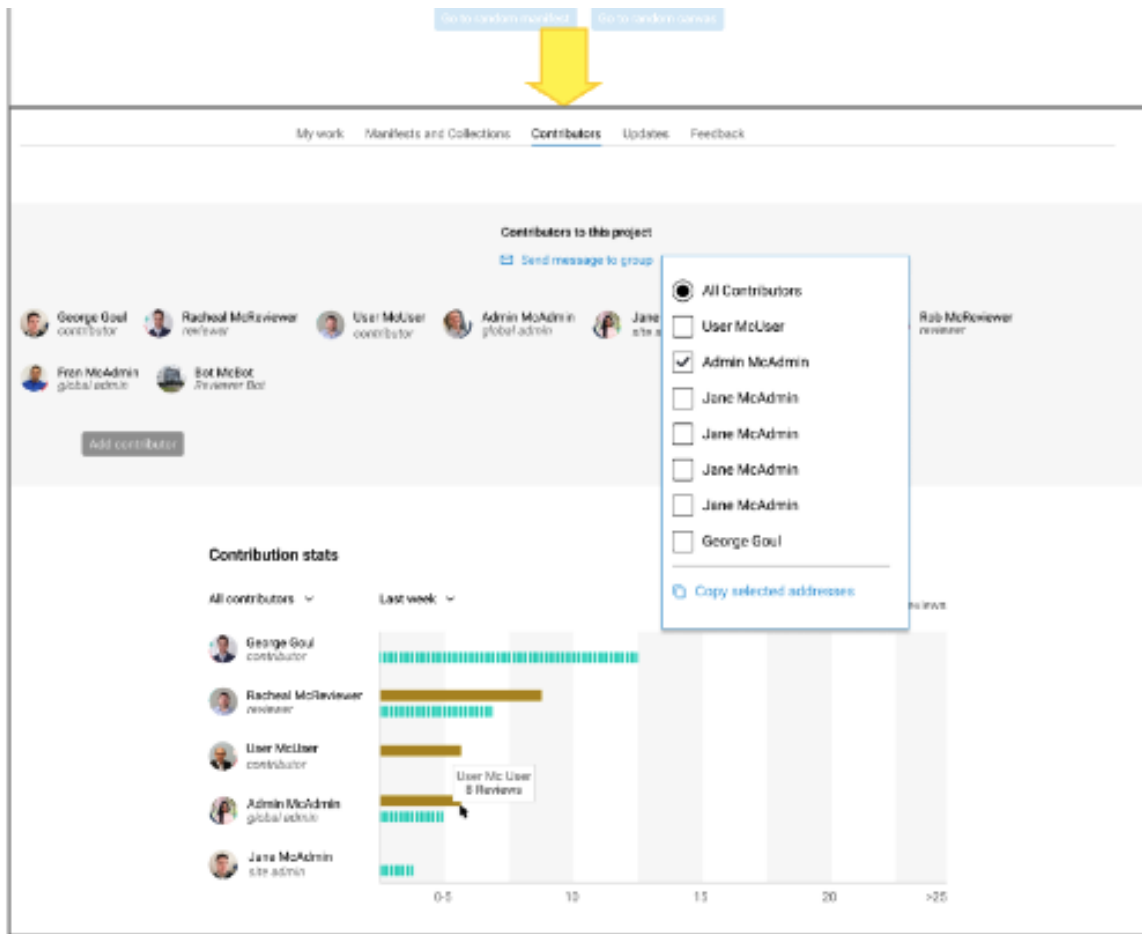 Go to random manifest Go to random canvas
My work Manifests and Collections Contributors Updates Feedback
Contributors to this project
Send message to group
George Goul Racheal McReviewer User McUser Admin McAdmin Jane Rob McReviewer
contributor reviewer contributor global admin site a reviewer
Fran McAdmin Bot McBot
global admin Reviewer Bot
Add contributor
All Contributors
User McUser
Admin McAdmin
Jane McAdmin
Jane McAdmin
Jane McAdmin
Jane McAdmin
George Goul
Copy selected addresses
Contribution stats
All contributors Last week
George Goul
contributor
Racheal McReviewer
reviewer
User McUser
contributor
User Mc User
8 Reviews
Admin McAdmin
global admin
Jane McAdmin
site admin
0-5 10 15 20 >25